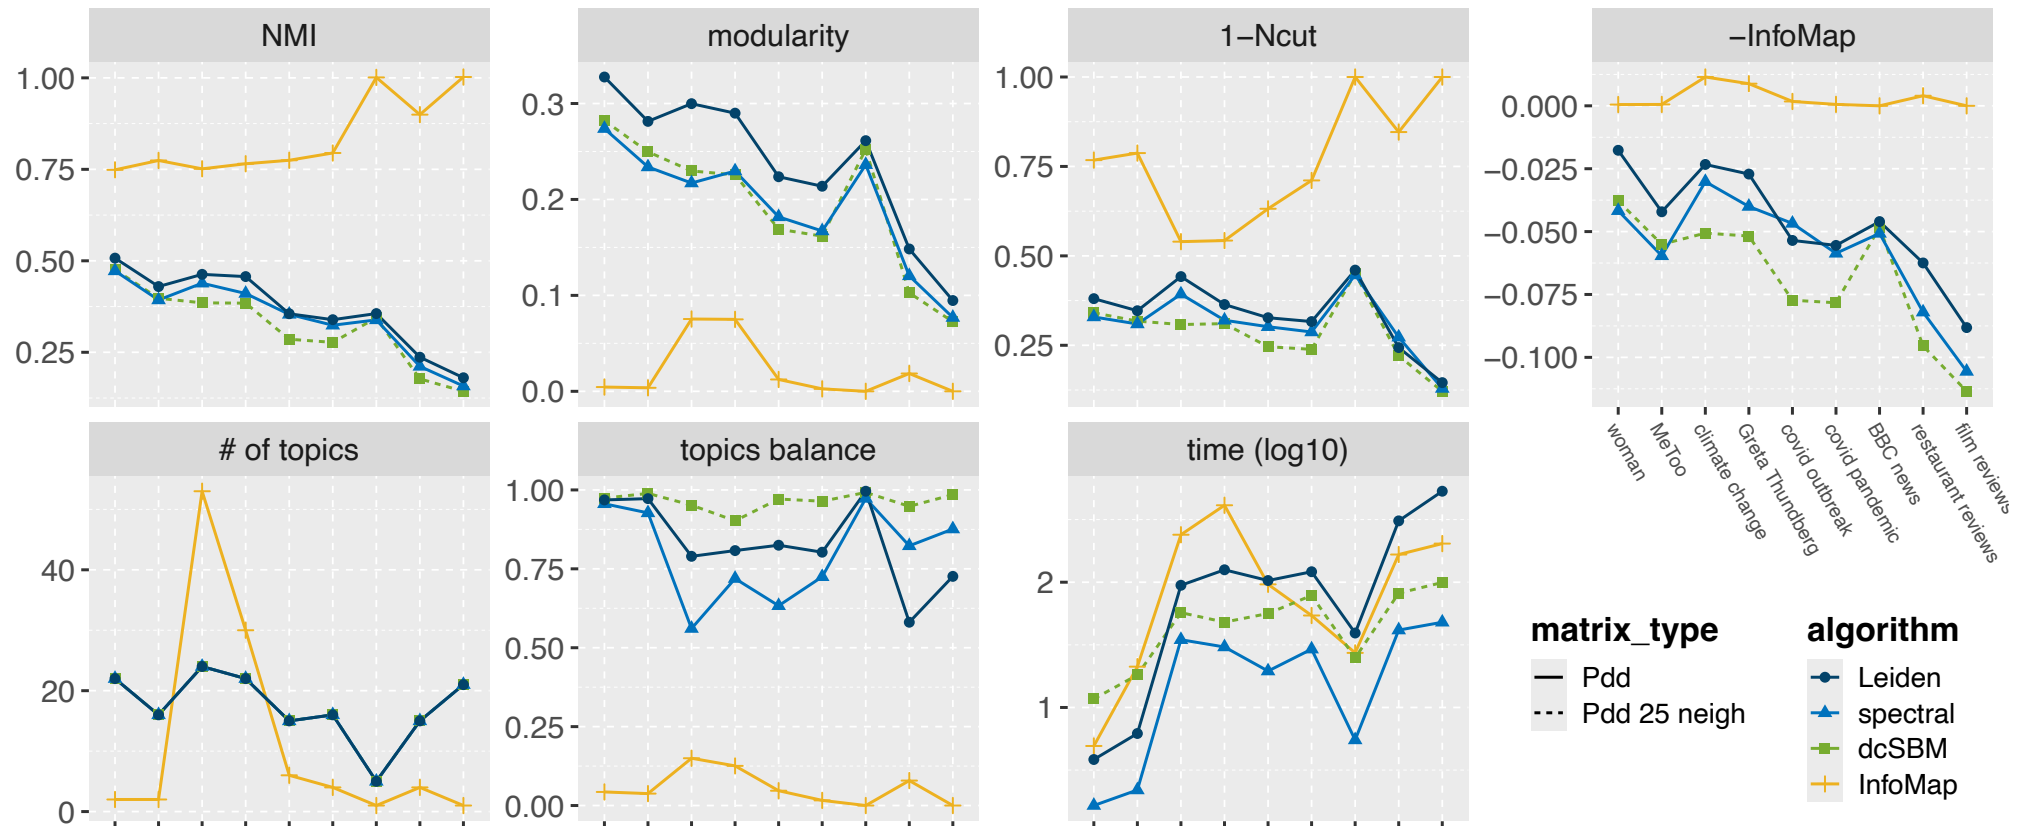 NMI
modularity
1−Ncut
−InfoMap
1.00
0.75
0.50
0.25
0.3
0.2
0.1
0.0
1.00
0.75
0.50
0.25
0.000
−0.025
−0.050
−0.075
−0.100
woman
MeToo
climate change
Greta Thundberg
covid outbreak
covid pandemic
BBC news
restaurant reviews
film reviews
# of topics
topics balance
time (log10)
40
20
0
1.00
0.75
0.50
0.25
0.00
2
1
matrix_type
Pdd
Pdd 25 neigh
algorithm
Leiden
spectral
dcSBM
InfoMap